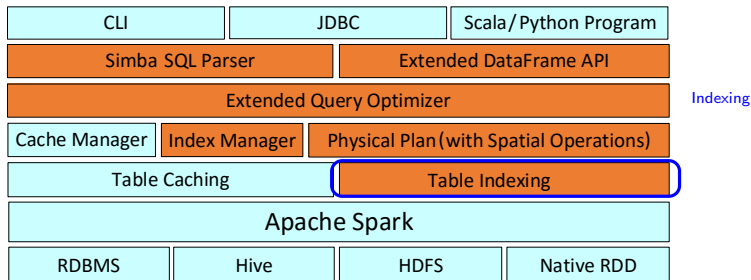 CLI JDBC Scala/Python Program
Simba SQL Parser Extended DataFrame API
Extended Query Optimizer Indexing
Cache Manager Index Manager Physical Plan(with Spatial Operations)
Table Caching Table Indexing
Apache Spark
RDBMS Hive HDFS Native RDD